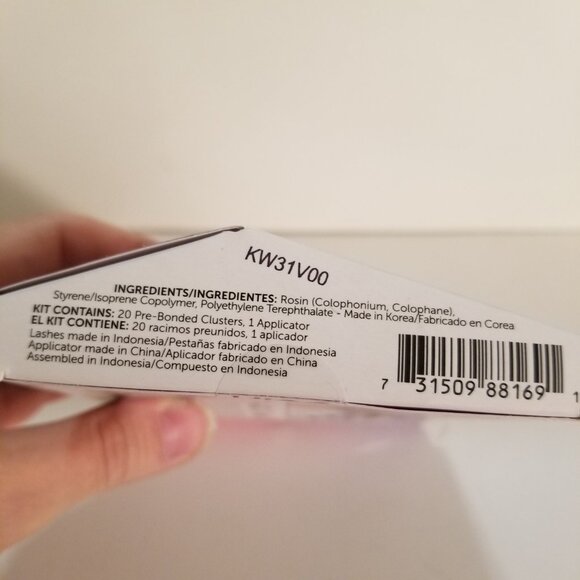 KW31V00
INGREDIENTS/INGREDIENTES: Rosin (Colophonium, Colophane),
Styrene/Isoprene Copolymer, Polyethylene Terephthalate - Made in Korea/Fabricado en Corea
KIT CONTAINS: 20 Pre-Bonded Clusters, 1 Applicator
EL KIT CONTIENE: 20 racimos preunidos, 1 aplicador
Lashes made in Indonesia/Pestañas fabricado en Indonesia
Applicator made in China/Aplicador fabricado en China
Assembled in Indonesia/Compuesto en Indonesia
7 31509 88169 1